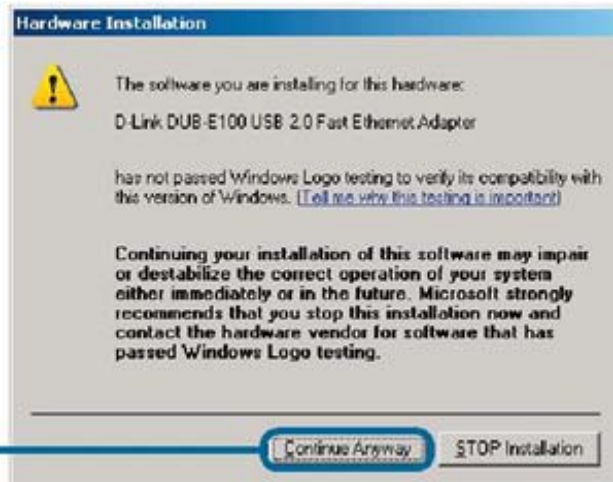 Hardware Installation
The software you are installing for this hardware:
D-Link DUB-E100 USB 2.0 Fast Ethernet Adapter
has not passed Windows Logo testing to verify its compatibility with
this version of Windows. (Tell me why this testing is important)
Continuing your installation of this software may impair
or destabilize the correct operation of your system
either immediately or in the future. Microsoft strongly
recommends that you stop this installation now and
contact the hardware vendor for software that has
passed Windows Logo testing.
Continue Anyway
STOP Installation